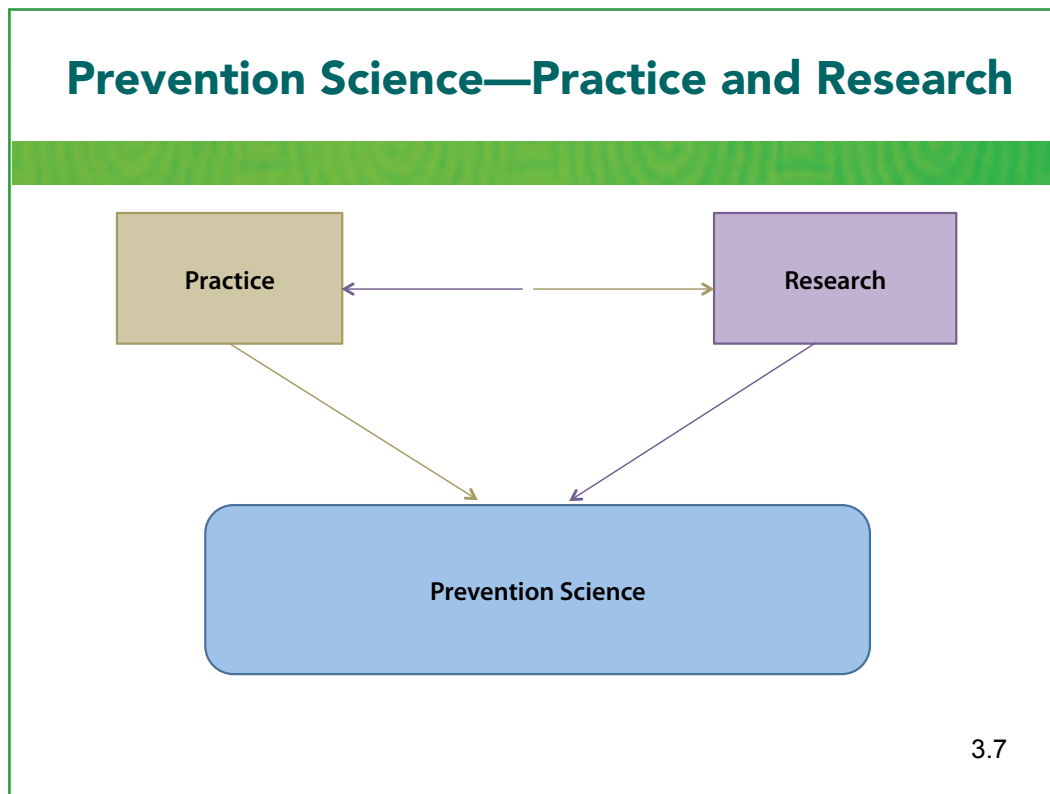 Prevention Science—Practice and Research
Practice
Research
Prevention Science
3.7